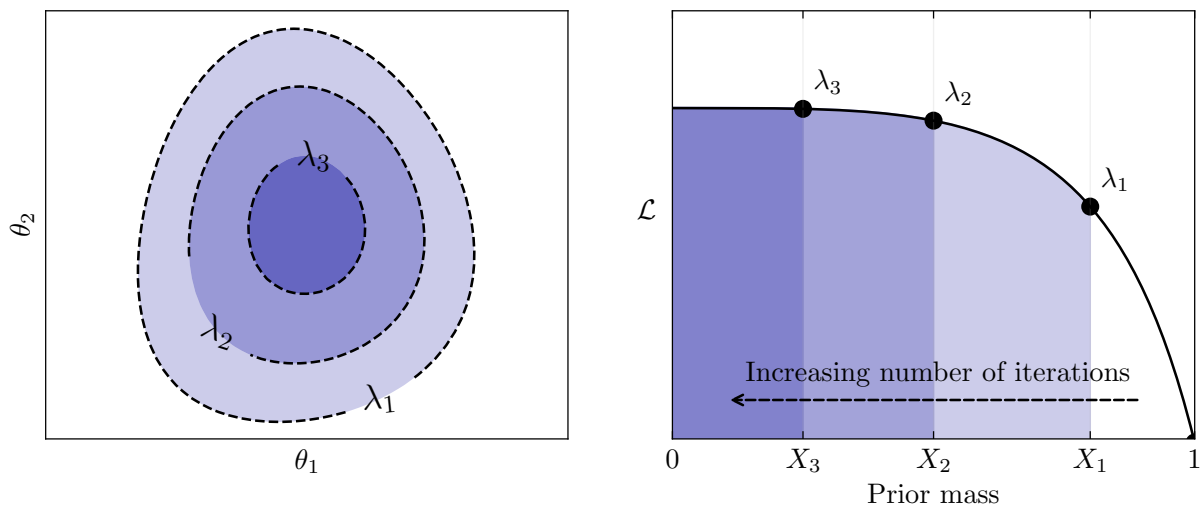 θ₂
λ₃
λ₂
λ₁
θ₁
ℒ
λ₃
λ₂
λ₁
Increasing number of iterations
0 X₃ X₂ X₁ 1
Prior mass